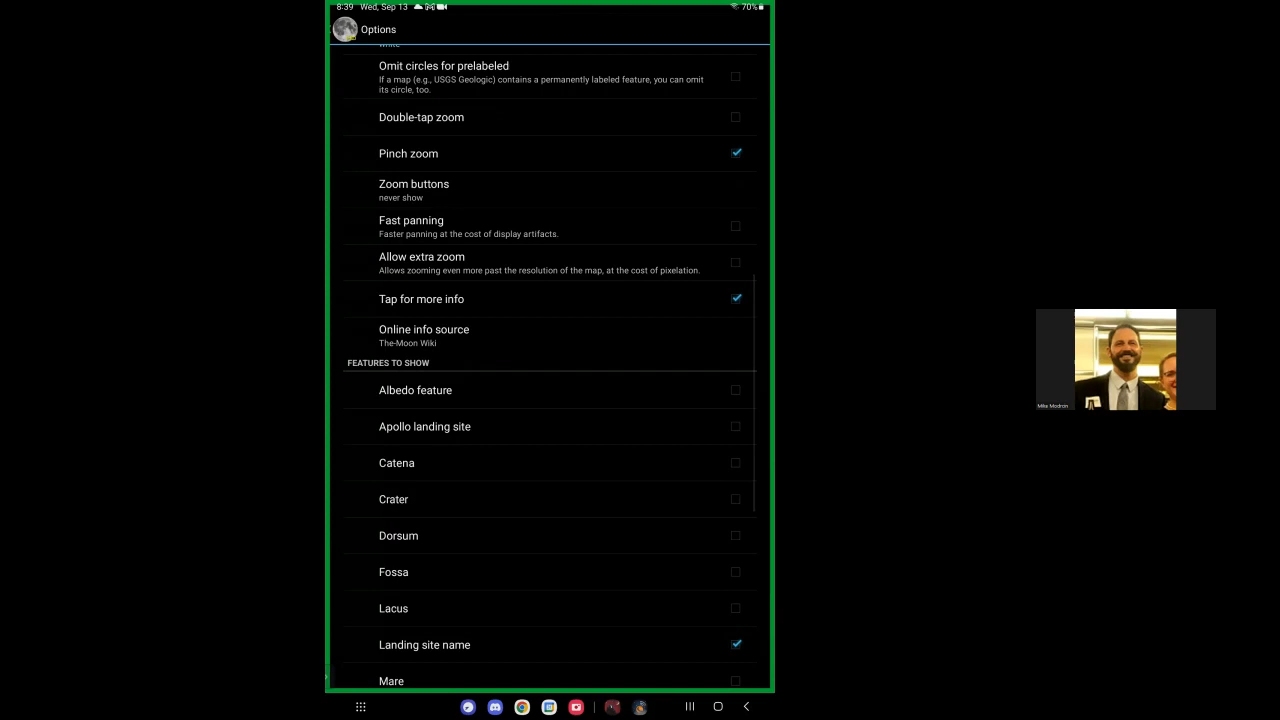 8:39 Wed, Sep 13 70%
Options
white
Omit circles for prelabeled
If a map (e.g., USGS Geologic) contains a permanently labeled feature, you can omit
its circle, too.
Double-tap zoom
Pinch zoom
Zoom buttons
never show
Fast panning
Faster panning at the cost of display artifacts.
Allow extra zoom
Allows zooming even more past the resolution of the map, at the cost of pixelation.
Tap for more info
Online info source
The-Moon Wiki
FEATURES TO SHOW
Albedo feature
Apollo landing site
Catena
Crater
Dorsum
Fossa
Lacus
Landing site name
Mare
Mike Modran